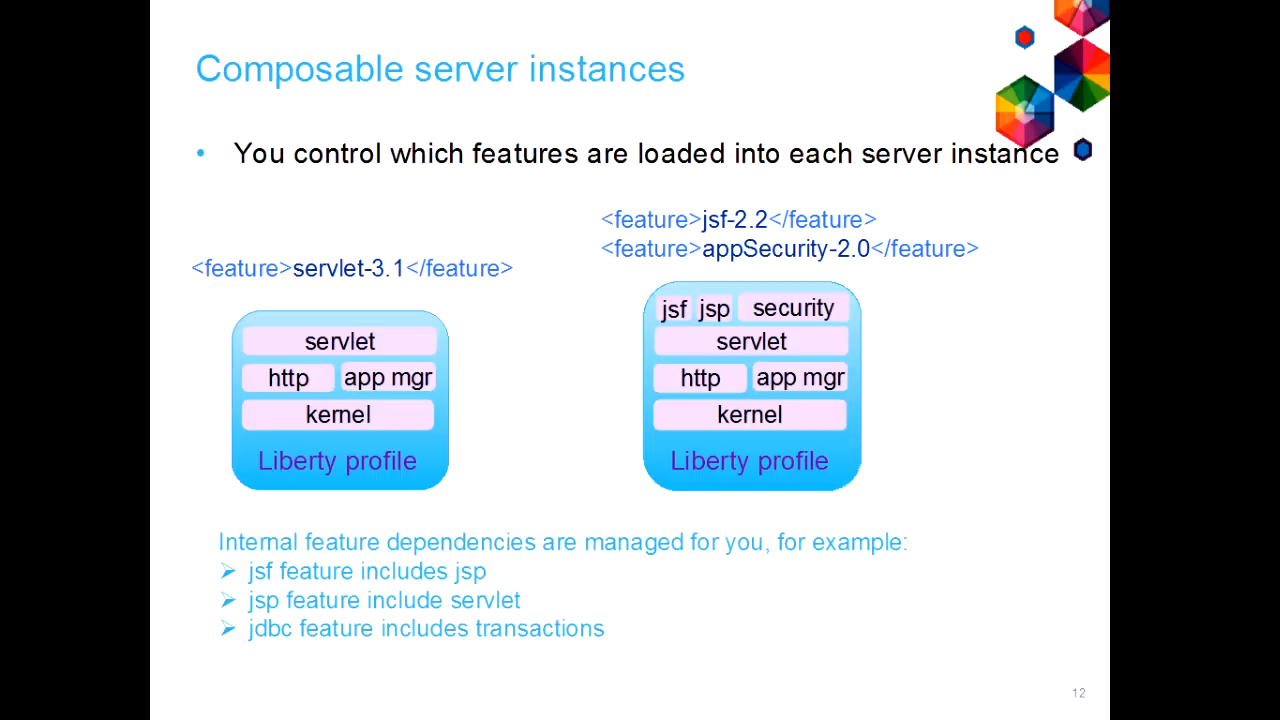 Composable server instances
• You control which features are loaded into each server instance
<feature>servlet-3.1</feature>
servlet
http app mgr
kernel
Liberty profile
<feature>jsf-2.2</feature>
<feature>appSecurity-2.0</feature>
jsf jsp security
servlet
http app mgr
kernel
Liberty profile
Internal feature dependencies are managed for you, for example:
➢ jsf feature includes jsp
➢ jsp feature include servlet
➢ jdbc feature includes transactions
12